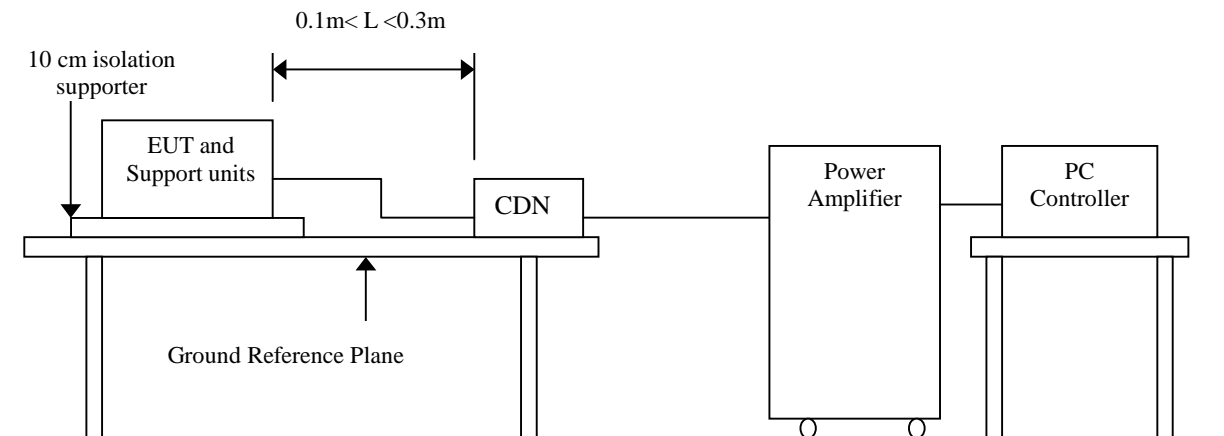 0.1m< L <0.3m
10 cm isolation
supporter
EUT and
Support units
CDN
Power
Amplifier
PC
Controller
Ground Reference Plane